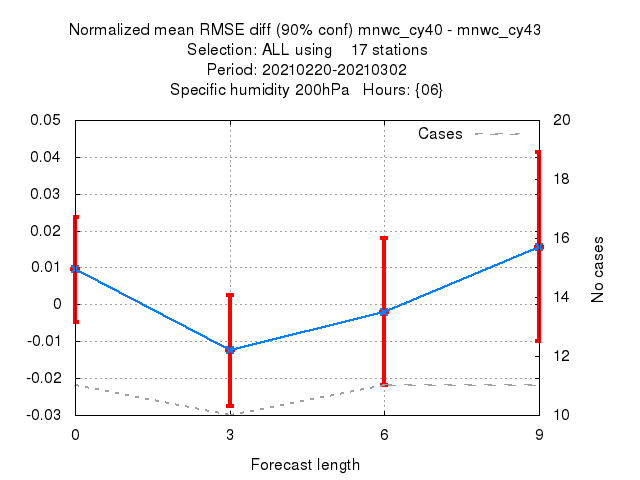 Normalized mean RMSE diff (90% conf) mnwc_cy40 - mnwc_cy43
Selection: ALL using    17 stations
Period: 20210220-20210302
Specific humidity 200hPa   Hours: {06}
0.05
0.04
0.03
0.02
0.01
0
-0.01
-0.02
-0.03
Cases
20
18
16
14
12
10
No cases
0 3 6 9
Forecast length